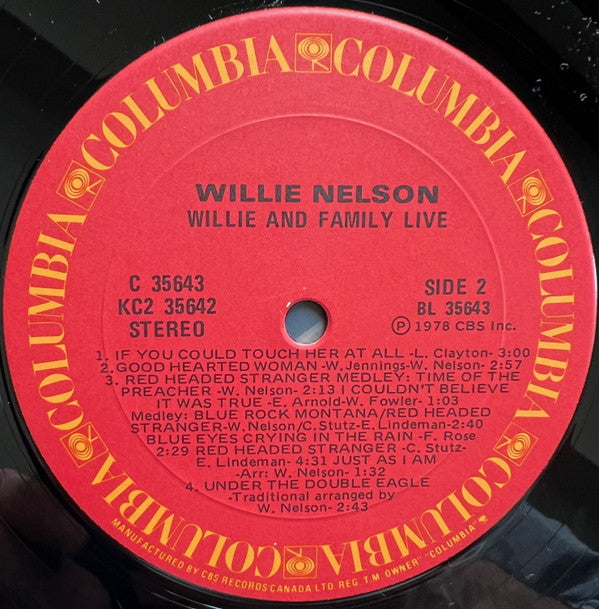 COLUMBIA COLUMBIA COLUMBIA COLUMBIA COLUMBIA COLUMBIA
WILLIE NELSON
WILLIE AND FAMILY LIVE
C 35643
KC2 35642
STEREO
SIDE 2
BL 35643
Ⓟ 1978 CBS Inc.
1. IF YOU COULD TOUCH HER AT ALL -L. Clayton- 3:00
2. GOOD HEARTED WOMAN -W. Jennings-W. Nelson- 2:57
3. RED HEADED STRANGER MEDLEY: TIME OF THE
PREACHER -W. Nelson- 2:13 I COULDN'T BELIEVE
IT WAS TRUE -E. Arnold-W. Fowler- 1:03
Medley: BLUE ROCK MONTANA/RED HEADED
STRANGER-W. Nelson/C. Stutz-E. Lindeman-2:40
BLUE EYES CRYING IN THE RAIN -F. Rose
2:29 RED HEADED STRANGER -C. Stutz-
E. Lindeman- 4:31 JUST AS I AM
-Arr: W. Nelson- 1:32
4. UNDER THE DOUBLE EAGLE
-Traditional arranged by
W. Nelson- 2:43
MANUFACTURED BY CBS RECORDS CANADA LTD. REG. T.M OWNER "COLUMBIA"